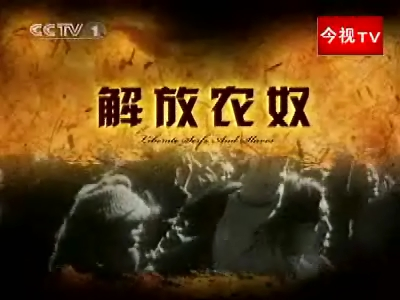 CCTV 1
今视TV
解放农奴
Liberate Serfs And Slaves